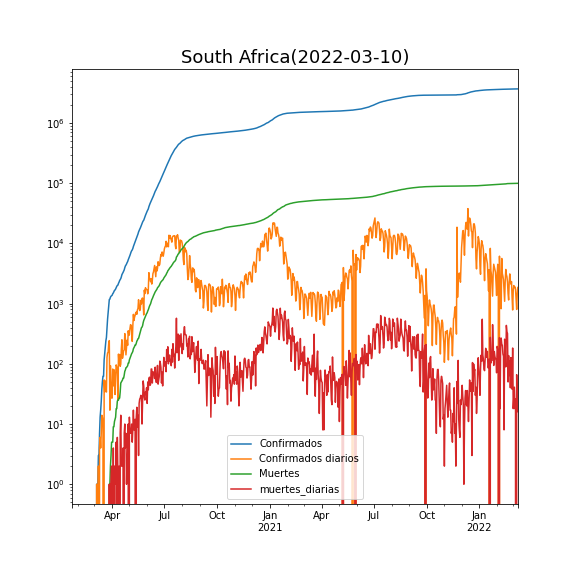 South Africa(2022-03-10)
10^6
10^5
10^4
10^3
10^2
10^1
10^0
Apr Jul Oct Jan Apr Jul Oct Jan
2021 2022
Confirmados
Confirmados diarios
Muertes
muertes_diarias